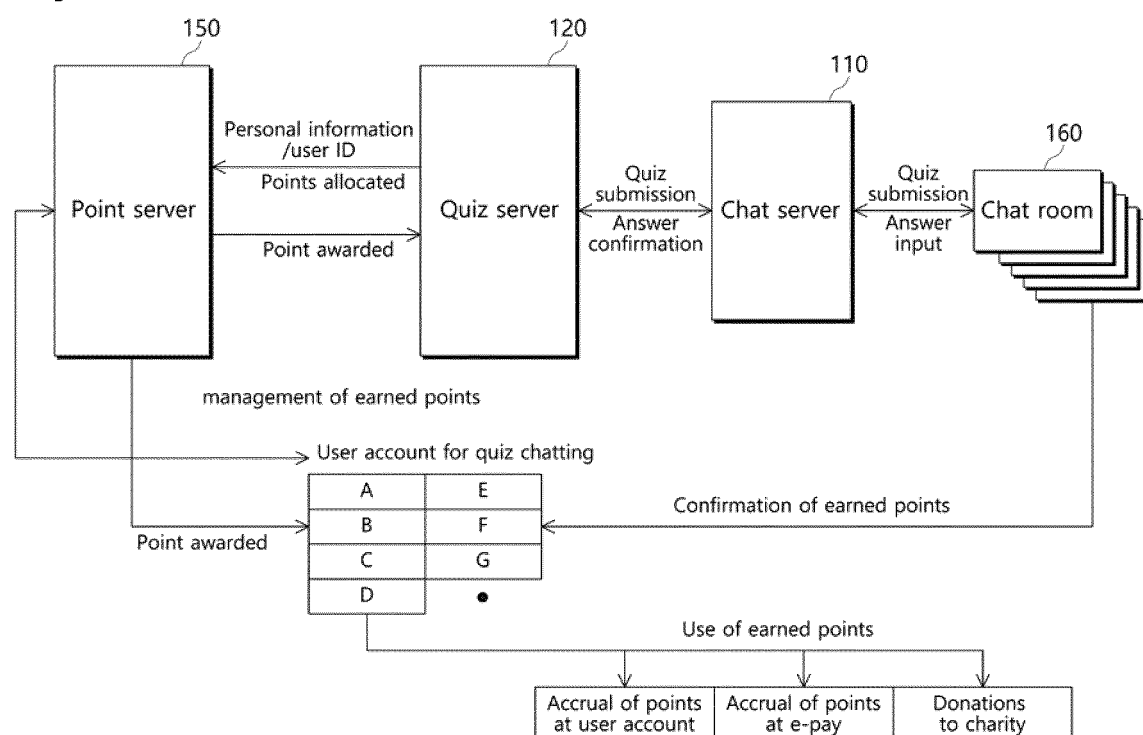 150
120
110
160
Personal information
/user ID
Points allocated
Point awarded
Point server
Quiz server
Quiz
submission
Answer
confirmation
Chat server
Quiz
submission
Answer
input
Chat room
management of earned points
User account for quiz chatting
A E
B F
C G
D
Point awarded
Confirmation of earned points
Use of earned points
Accrual of points
at user account
Accrual of points
at e-pay
Donations
to charity